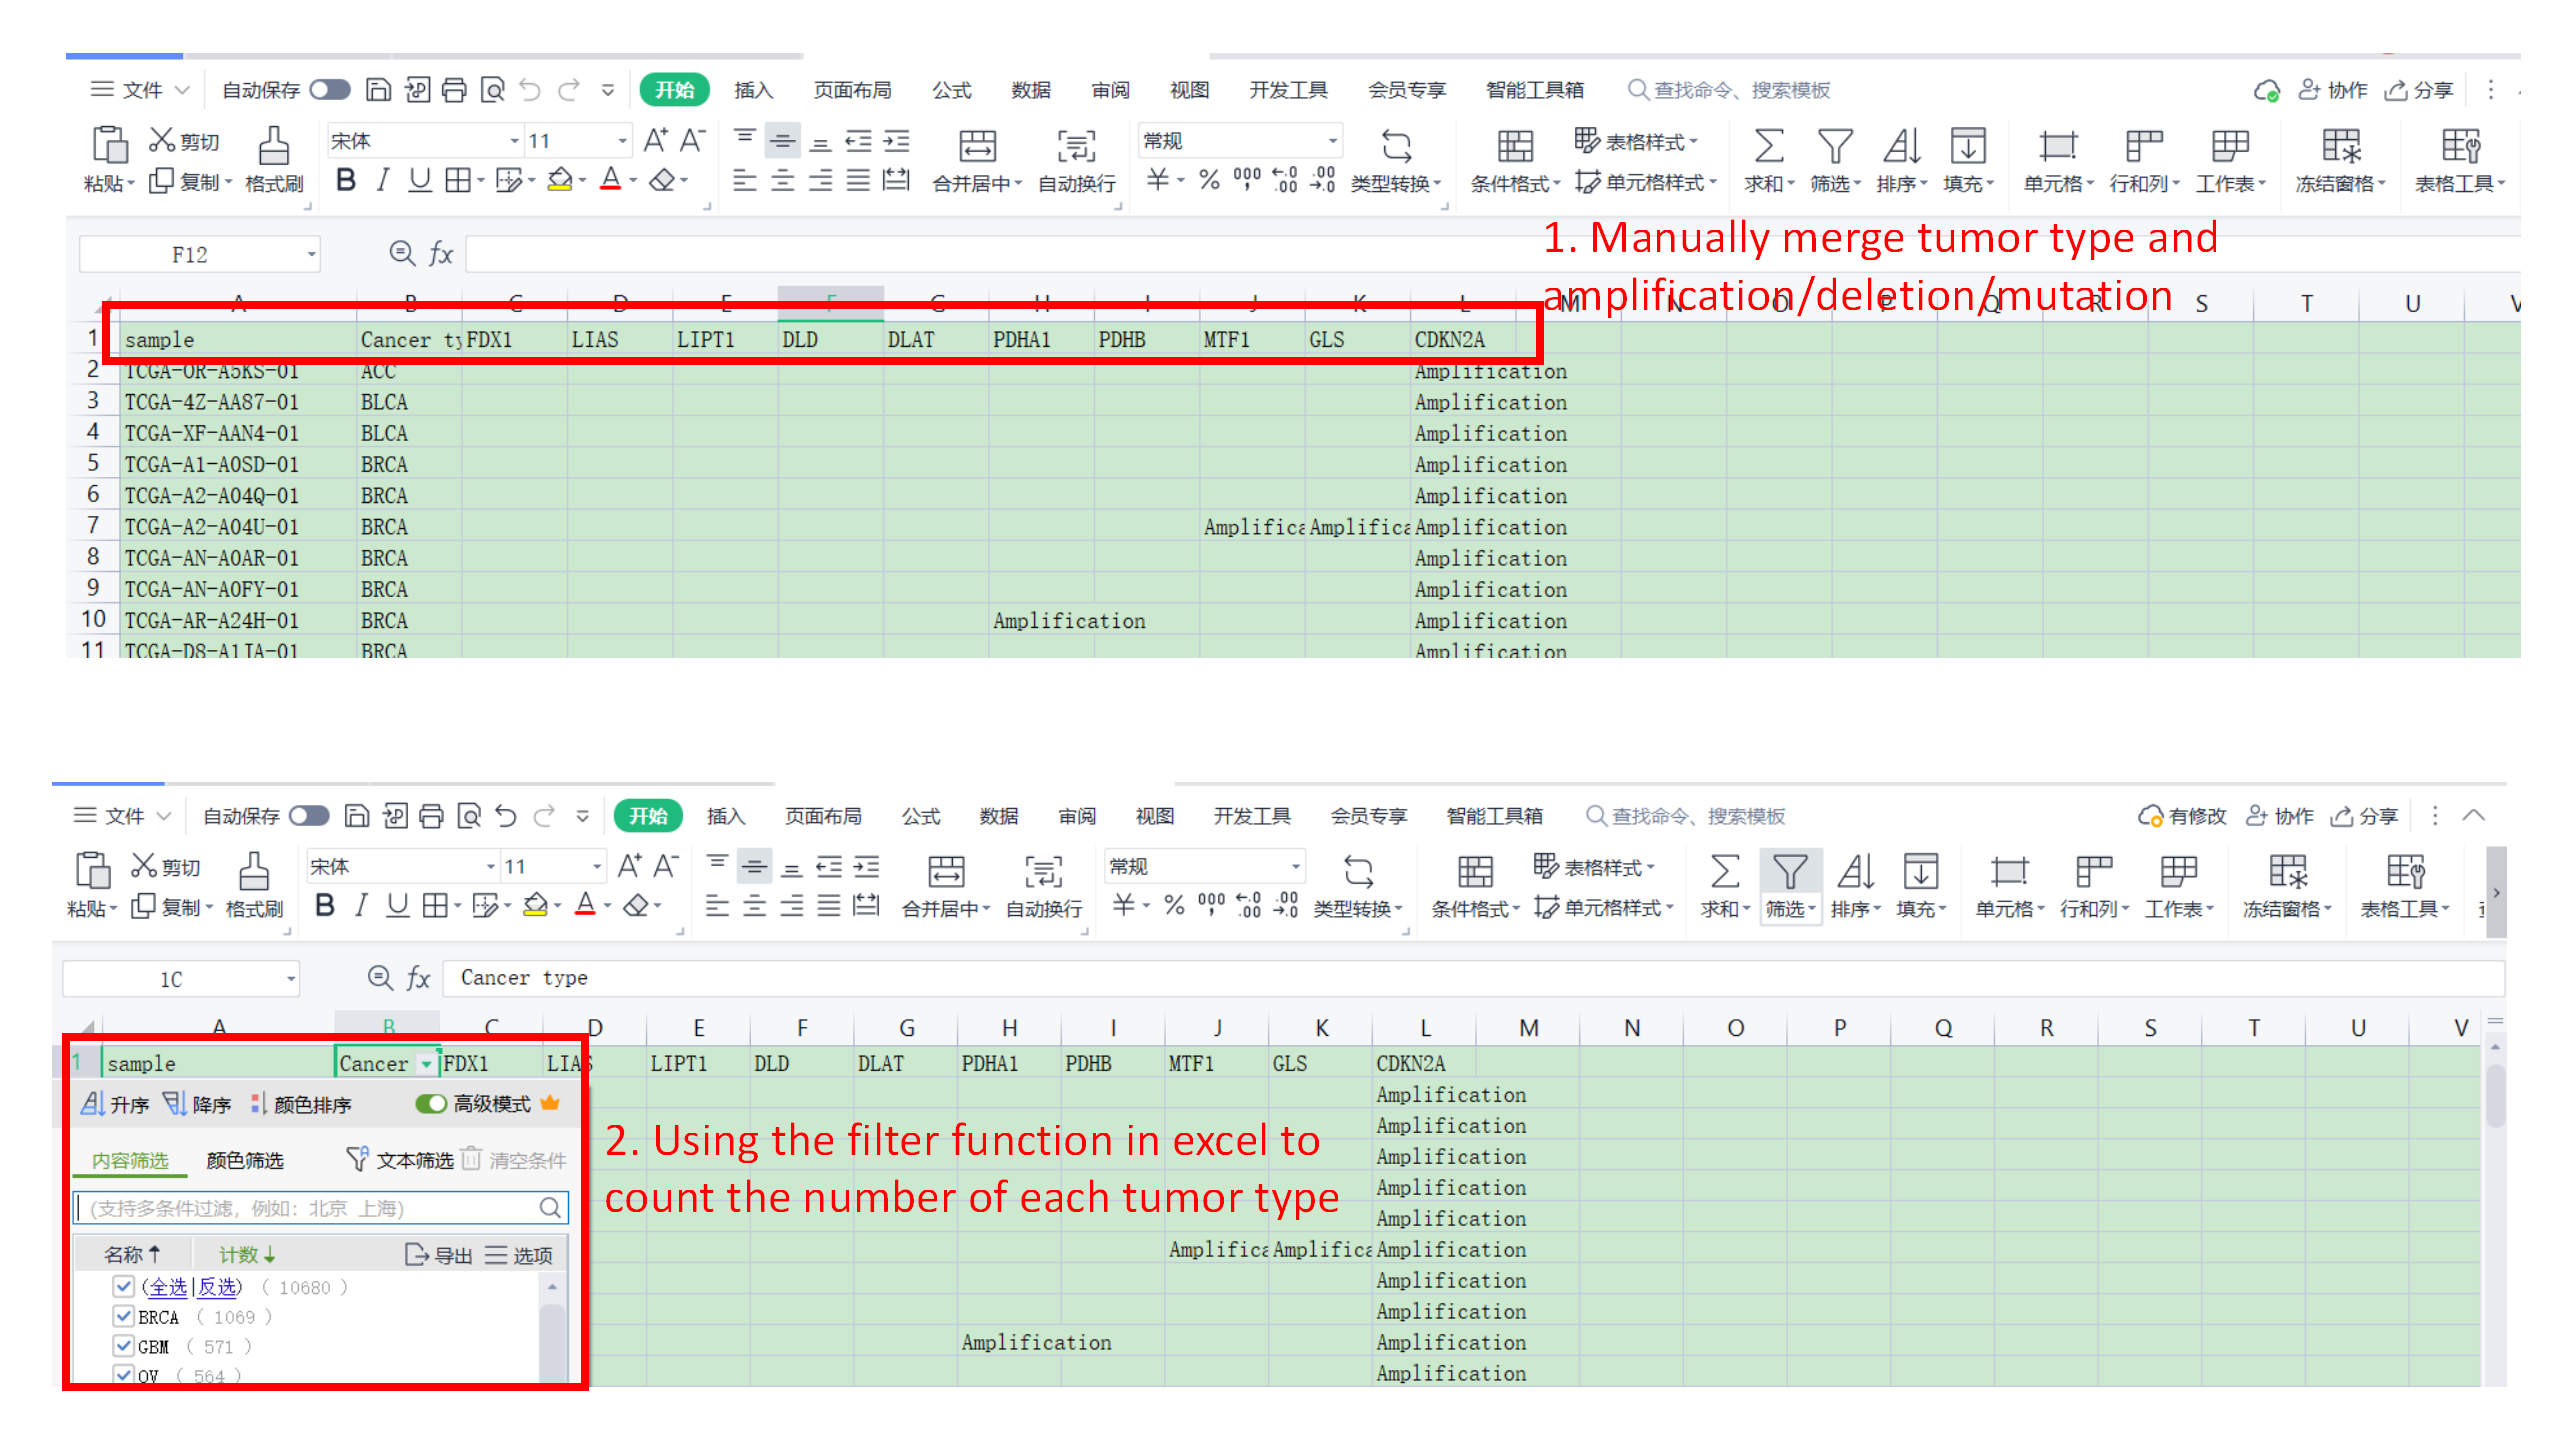 文件 自动保存 开始 插入 页面布局 公式 数据 审阅 视图 开发工具 会员专享 智能工具箱 查找命令、搜索模板 协作 分享
剪切 宋体 11 A+ A- 常规 表格样式
粘贴 复制 格式刷 B I U A 合并居中 自动换行 ¥ % 000 类型转换 条件格式 单元格样式 求和 筛选 排序 填充 单元格 行和列 工作表 冻结窗格 表格工具
1. Manually merge tumor type and
amplification/deletion/mutation
F12 fx
A B C D E F G H I J K L M N O P Q R S T U V
1 sample Cancer ty FDX1 LIAS LIPT1 DLD DLAT PDHA1 PDHB MTF1 GLS CDKN2A
2 TCGA-OR-A5KS-01 ACC Amplification
3 TCGA-4Z-AA87-01 BLCA Amplification
4 TCGA-XF-AAN4-01 BLCA Amplification
5 TCGA-A1-A0SD-01 BRCA Amplification
6 TCGA-A2-A04Q-01 BRCA Amplification
7 TCGA-A2-A04U-01 BRCA Amplifica Amplifica Amplification
8 TCGA-AN-A0AR-01 BRCA Amplification
9 TCGA-AN-A0FY-01 BRCA Amplification
10 TCGA-AR-A24H-01 BRCA Amplification Amplification
11 TCGA-D8-A1JA-01 BRCA Amplification
文件 自动保存 开始 插入 页面布局 公式 数据 审阅 视图 开发工具 会员专享 智能工具箱 查找命令、搜索模板 有修改 协作 分享
剪切 宋体 11 A+ A- 常规 表格样式
粘贴 复制 格式刷 B I U A 合并居中 自动换行 ¥ % 000 类型转换 条件格式 单元格样式 求和 筛选 排序 填充 单元格 行和列 工作表 冻结窗格 表格工具
1C fx Cancer type
A B C D E F G H I J K L M N O P Q R S T U V
1 sample Cancer FDX1 LIAS LIPT1 DLD DLAT PDHA1 PDHB MTF1 GLS CDKN2A
Amplification
升序 降序 颜色排序 高级模式
Amplification
2. Using the filter function in excel to
count the number of each tumor type
内容筛选 颜色筛选 文本筛选 清空条件
Amplification
Amplification
(支持多条件过滤，例如：北京 上海)
Amplification
名称 计数 导出 选项
Amplifica Amplifica Amplification
(全选|反选) ( 10680 )
Amplification
BRCA ( 1069 )
Amplification
GBM ( 571 )
Amplification Amplification
OV ( 564 )
Amplification